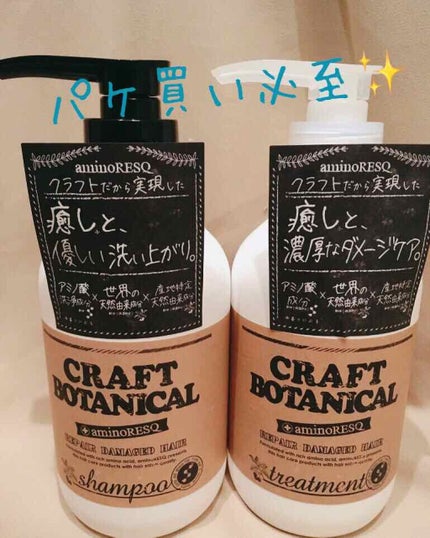 パケ買い必至✨
aminoRESQ
クラフトだから実現した
癒しと、
優しい洗い上がり。
アミノ酸
洗浄成分
×
世界の
天然由来成分
×
産地特定
天然由来成分
CRAFT
BOTANICAL
+ aminoRESQ
REPAIR DAMAGED HAIR
shampoo
aminoRESQ
クラフトだから実現した
癒しと、
濃厚なダメージケア。
アミノ酸
成分
×
世界の
天然由来成分
×
産地特定
天然由来成分
CRAFT
BOTANICAL
+ aminoRESQ
REPAIR DAMAGED HAIR
treatment